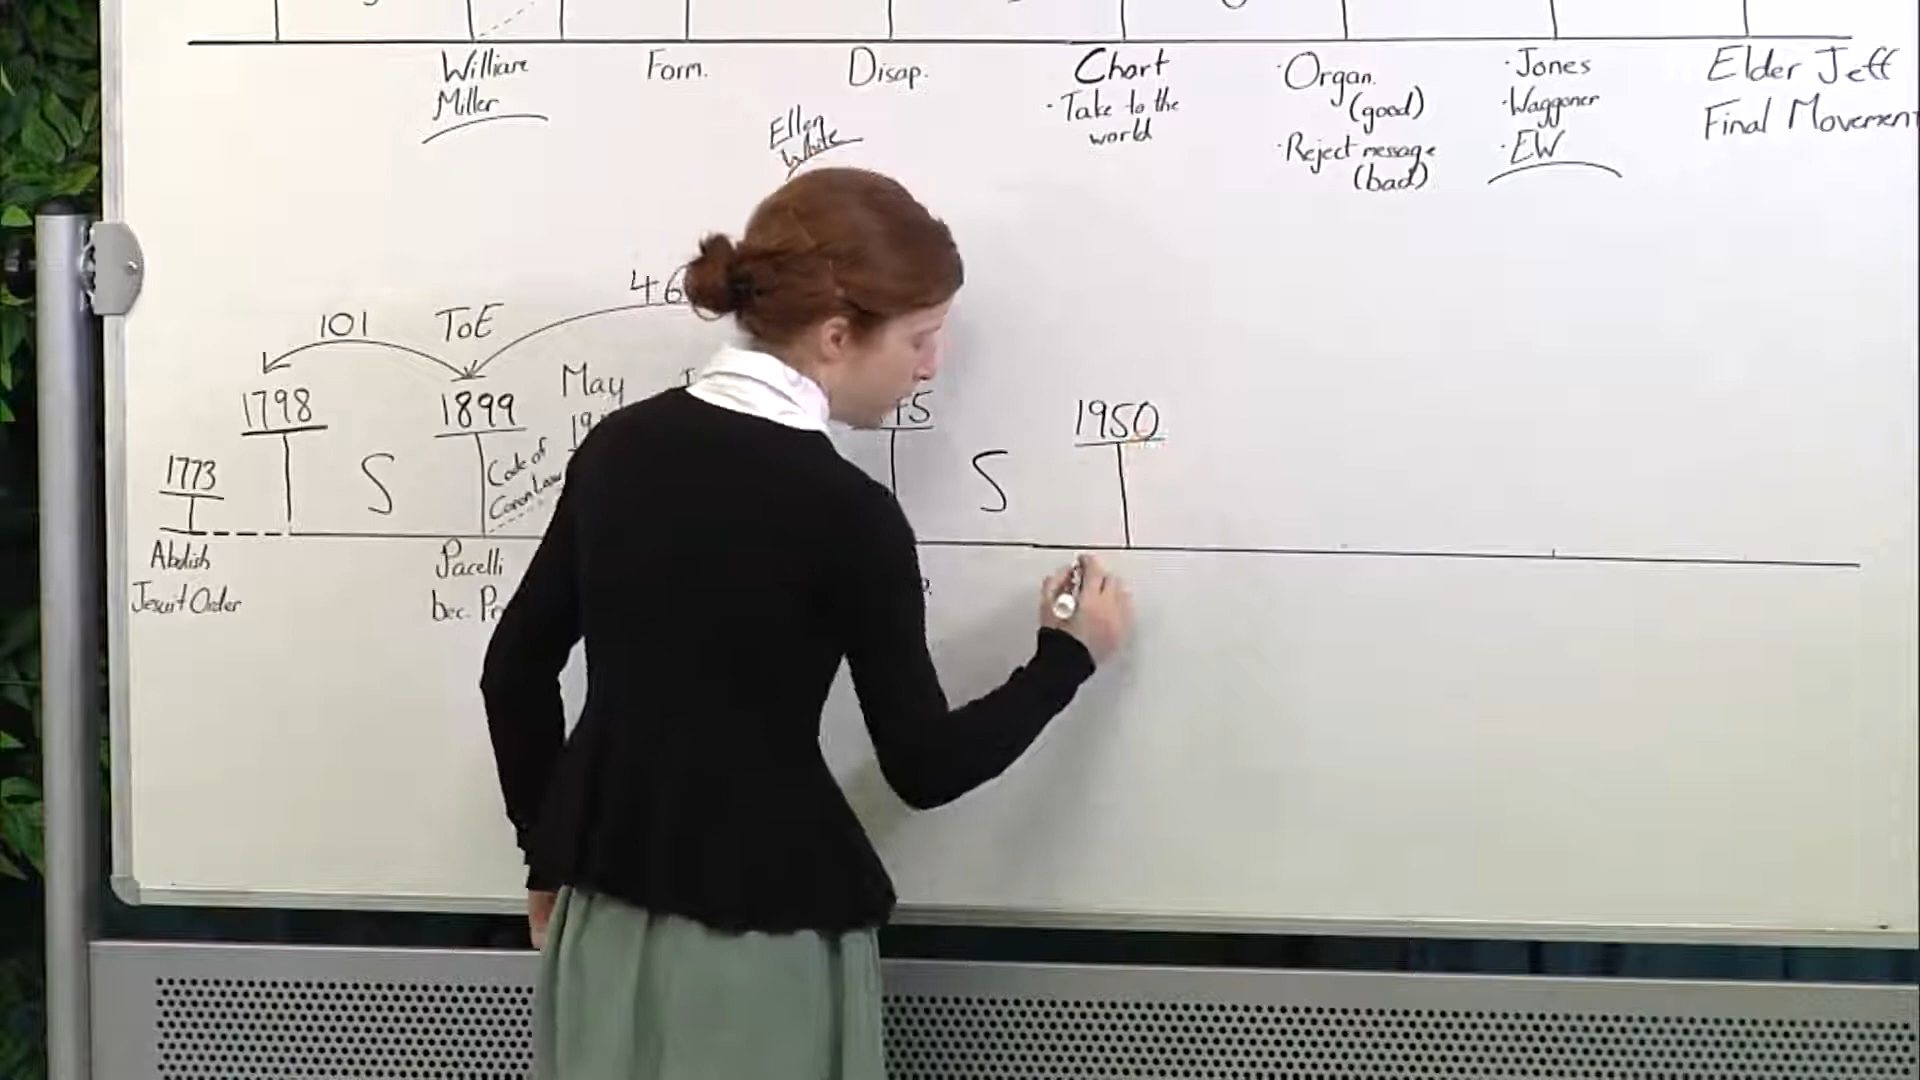 William
Miller
Form.
Disap.
Chart
· Take to the
world
· Organ.
(good)
· Reject message
(bad)
· Jones
· Waggoner
· EW
Elder Jeff
Final Movement
Ellen
White
46
101
ToE
May
1798
1899
1950
1773
S
Code of
Canon Law
S
Abolish
Jesuit Order
Pacelli
bec.